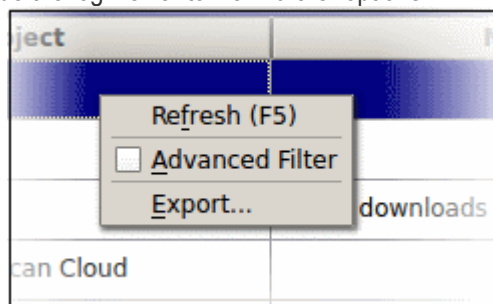 ject
Refresh (F5)
Advanced Filter
Export...
downloads
can Cloud